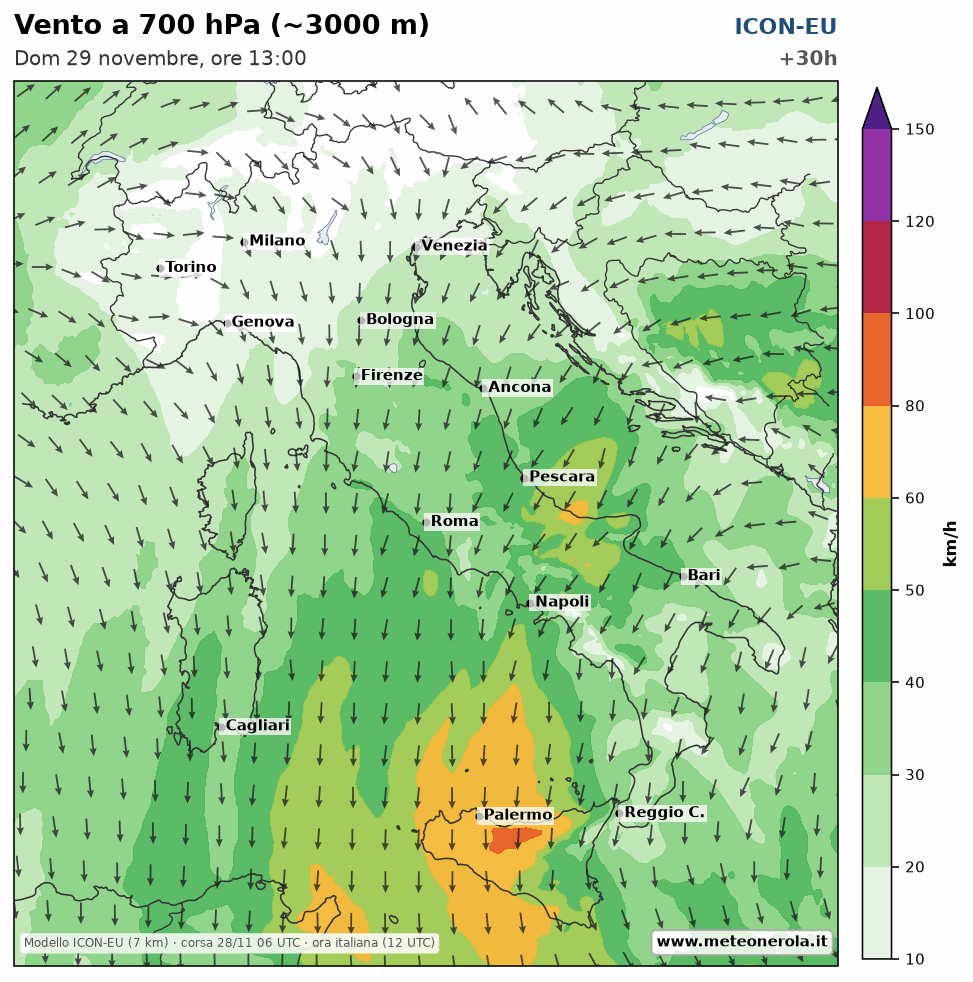 Vento a 700 hPa (~3000 m)
ICON-EU
Dom 29 novembre, ore 13:00
+30h
150
120
100
80
60
50
40
30
20
10
km/h
Milano
Venezia
Torino
Genova
Bologna
Firenze
Ancona
Pescara
Roma
Bari
Napoli
Cagliari
Palermo
Reggio C.
Modello ICON-EU (7 km) · corsa 28/11 06 UTC · ora italiana (12 UTC)
www.meteonerola.it